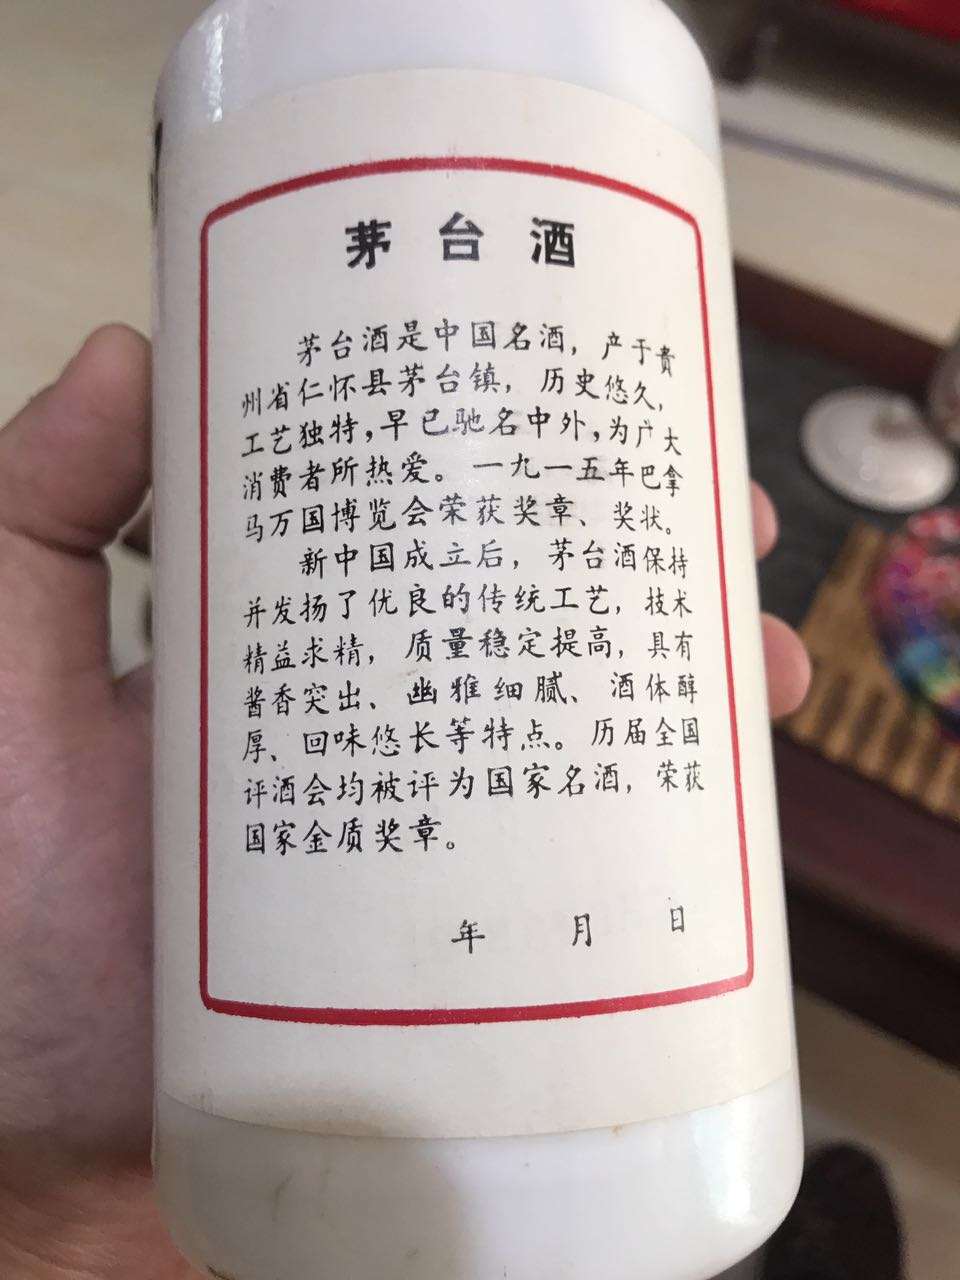 茅台酒
茅台酒是中国名酒，产于贵
州省仁怀县茅台镇，历史悠久，
工艺独特，早已驰名中外，为广大
消费者所热爱。一九一五年巴拿
马万国博览会荣获奖章、奖状。
新中国成立后，茅台酒保持
并发扬了优良的传统工艺，技术
精益求精，质量稳定提高，具有
酱香突出、幽雅细腻、酒体醇
厚、回味悠长等特点。历届全国
评酒会均被评为国家名酒，荣获
国家金质奖章。
年 月 日